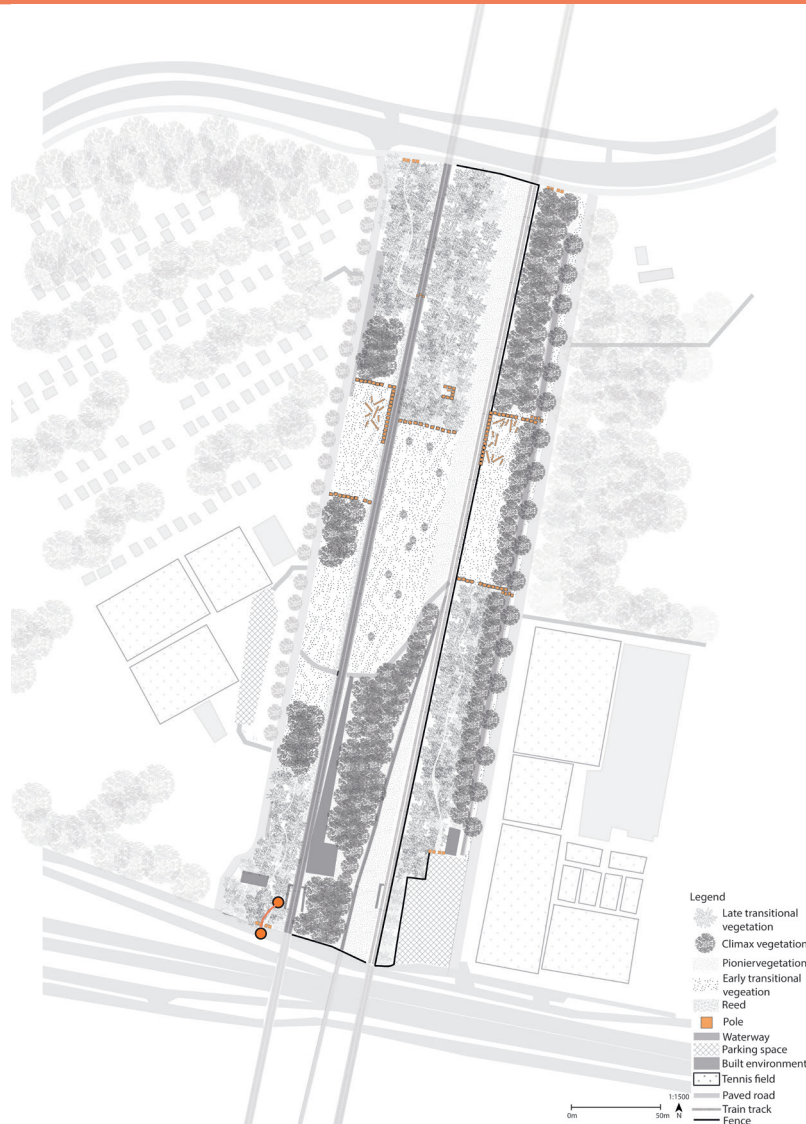 Legend
Late transitional
vegetation
Climax vegetation
Pioniervegetation
Early transitional
vegeation
Reed
Pole
Waterway
Parking space
Built environment
Tennis field
Paved road
Train track
Fence
1:1500
0m
50m
N